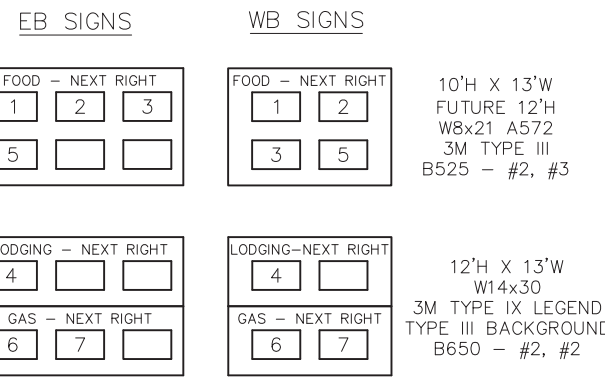 EB SIGNS
WB SIGNS
FOOD – NEXT RIGHT
1 2 3
5
FOOD – NEXT RIGHT
1 2
3 5
10'H X 13'W
FUTURE 12'H
W8x21 A572
3M TYPE III
B525 – #2, #3
ODGING – NEXT RIGHT
4
GAS – NEXT RIGHT
6 7
LODGING–NEXT RIGHT
4
GAS – NEXT RIGHT
6 7
12'H X 13'W
W14x30
3M TYPE IX LEGEND
TYPE III BACKGROUND
B650 – #2, #2